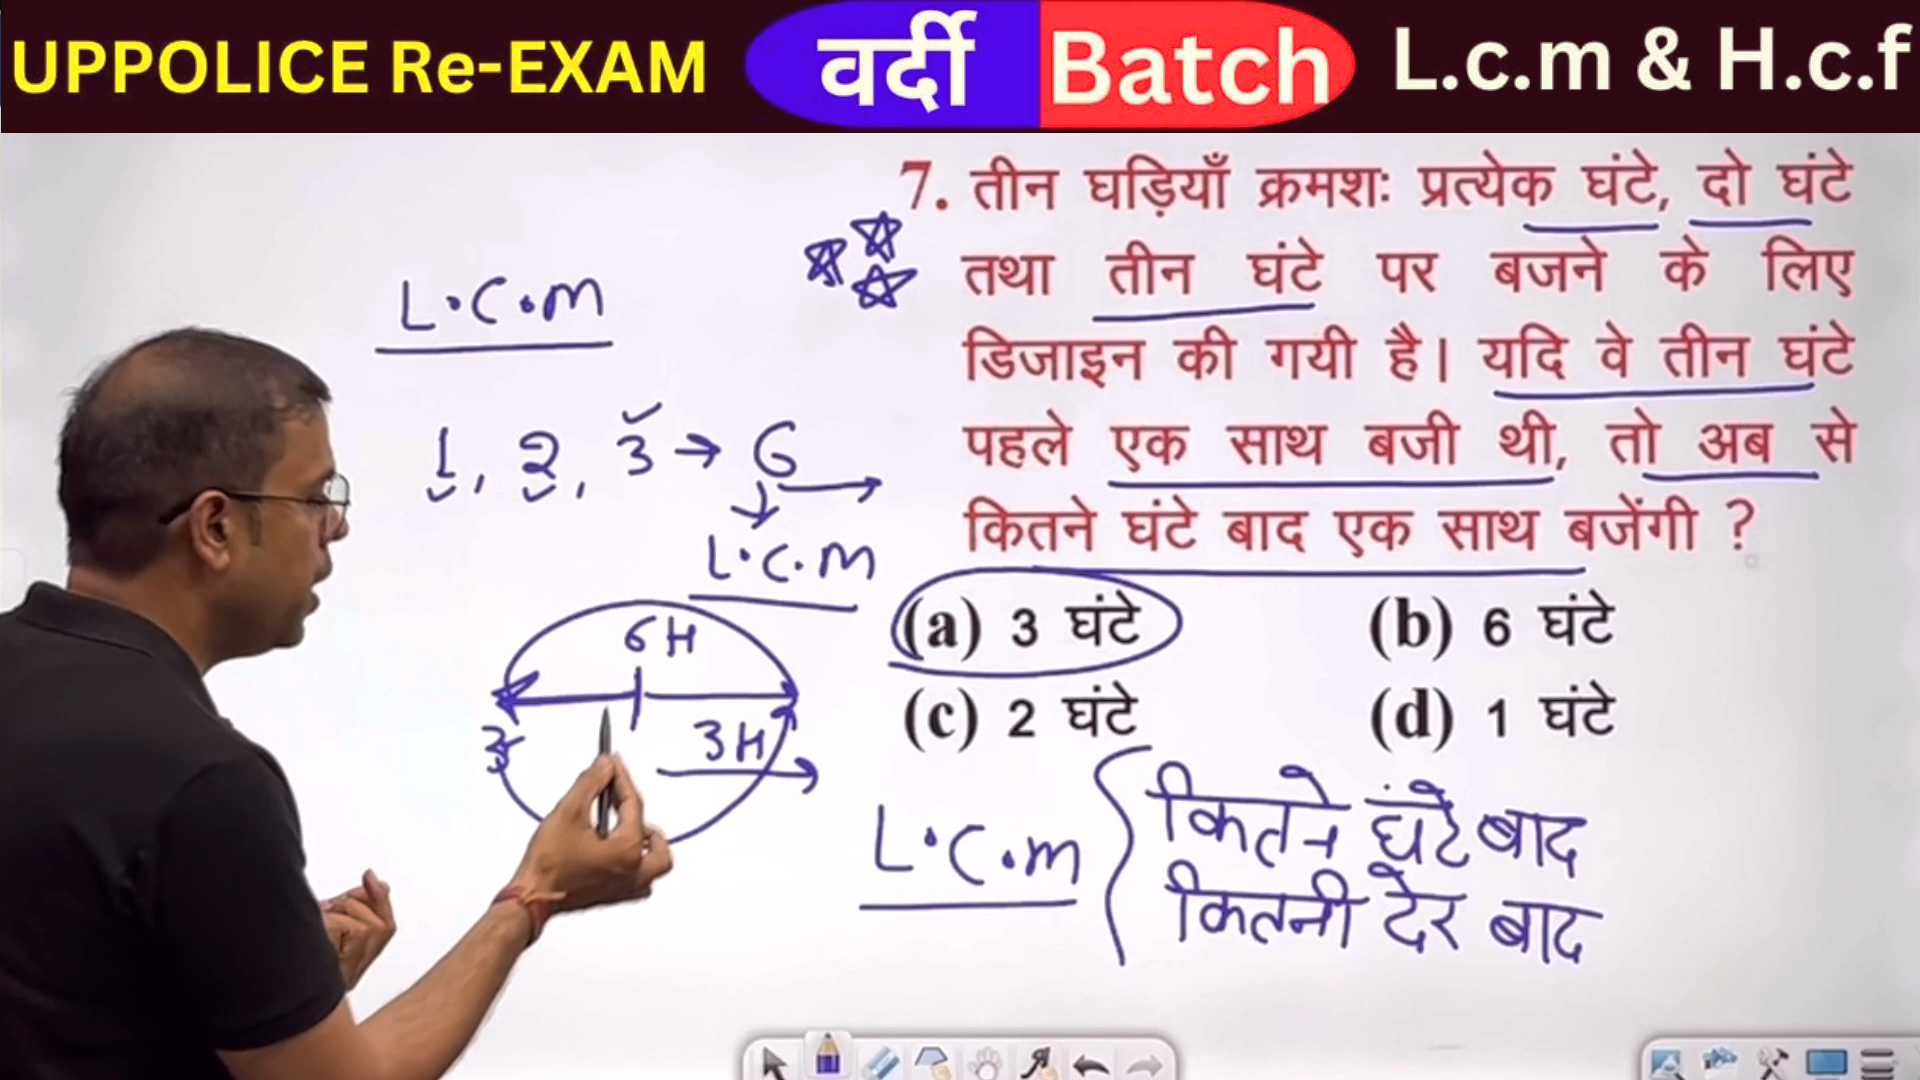 UPPOLICE Re-EXAM वर्दी Batch L.c.m & H.c.f
7. तीन घड़ियाँ क्रमशः प्रत्येक घंटे, दो घंटे
तथा तीन घंटे पर बजने के लिए
डिजाइन की गयी है। यदि वे तीन घंटे
पहले एक साथ बजी थी, तो अब से
कितने घंटे बाद एक साथ बजेंगी ?
(a) 3 घंटे (b) 6 घंटे
(c) 2 घंटे (d) 1 घंटे
L.C.M
1, 2, 3 → 6
L.C.M
6H
3 3H
L.C.M
कितने घंटे बाद
कितनी देर बाद